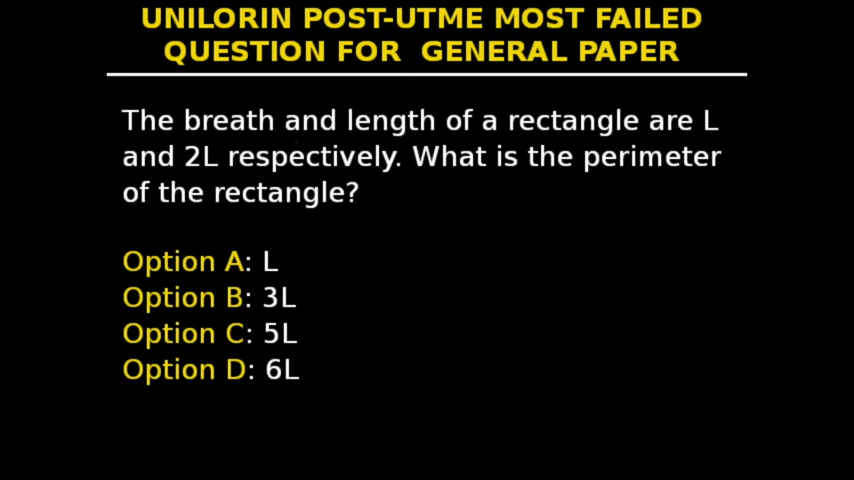 UNILORIN POST-UTME MOST FAILED
QUESTION FOR GENERAL PAPER
The breath and length of a rectangle are L
and 2L respectively. What is the perimeter
of the rectangle?
Option A: L
Option B: 3L
Option C: 5L
Option D: 6L